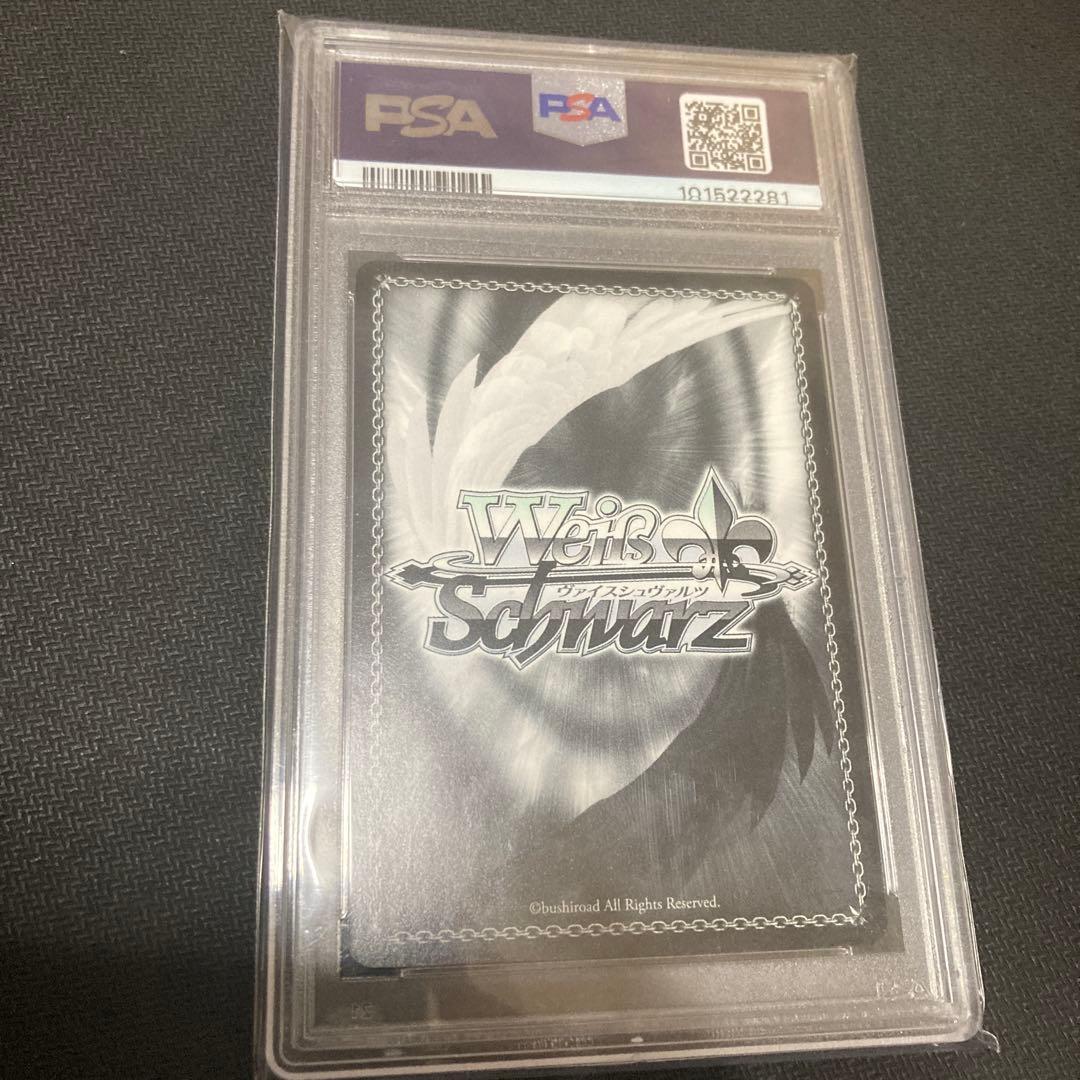 PSA
PSA
101522281
Weiß
ヴァイスシュヴァルツ
Schwarz
©bushiroad All Rights Reserved.